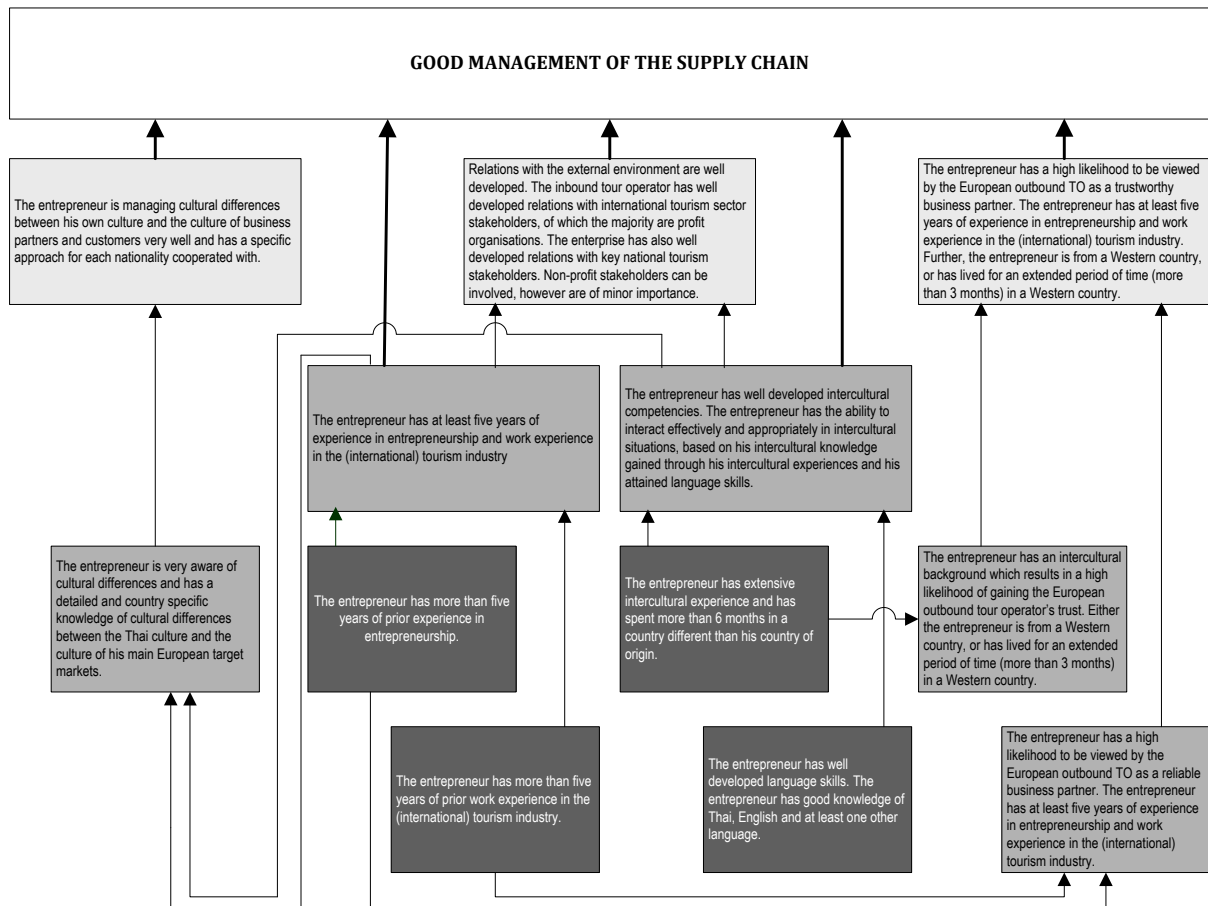 GOOD MANAGEMENT OF THE SUPPLY CHAIN
The entrepreneur is managing cultural differences
between his own culture and the culture of business
partners and customers very well and has a specific
approach for each nationality cooperated with.
Relations with the external environment are well
developed. The inbound tour operator has well
developed relations with international tourism sector
stakeholders, of which the majority are profit
organisations. The enterprise has also well
developed relations with key national tourism
stakeholders. Non-profit stakeholders can be
involved, however are of minor importance.
The entrepreneur has a high likelihood to be viewed
by the European outbound TO as a trustworthy
business partner. The entrepreneur has at least five
years of experience in entrepreneurship and work
experience in the (international) tourism industry.
Further, the entrepreneur is from a Western country,
or has lived for an extended period of time (more
than 3 months) in a Western country.
The entrepreneur has at least five years of
experience in entrepreneurship and work experience
in the (international) tourism industry
The entrepreneur has well developed intercultural
competencies. The entrepreneur has the ability to
interact effectively and appropriately in intercultural
situations, based on his intercultural knowledge
gained through his intercultural experiences and his
attained language skills.
The entrepreneur is very aware of
cultural differences and has a
detailed and country specific
knowledge of cultural differences
between the Thai culture and the
culture of his main European target
markets.
The entrepreneur has more than five
years of prior experience in
entrepreneurship.
The entrepreneur has extensive
intercultural experience and has
spent more than 6 months in a
country different than his country of
origin.
The entrepreneur has an intercultural
background which results in a high
likelihood of gaining the European
outbound tour operator's trust. Either
the entrepreneur is from a Western
country, or has lived for an extended
period of time (more than 3 months)
in a Western country.
The entrepreneur has more than five
years of prior work experience in the
(international) tourism industry.
The entrepreneur has well
developed language skills. The
entrepreneur has good knowledge of
Thai, English and at least one other
language.
The entrepreneur has a high
likelihood to be viewed by the
European outbound TO as a reliable
business partner. The entrepreneur
has at least five years of experience
in entrepreneurship and work
experience in the (international)
tourism industry.